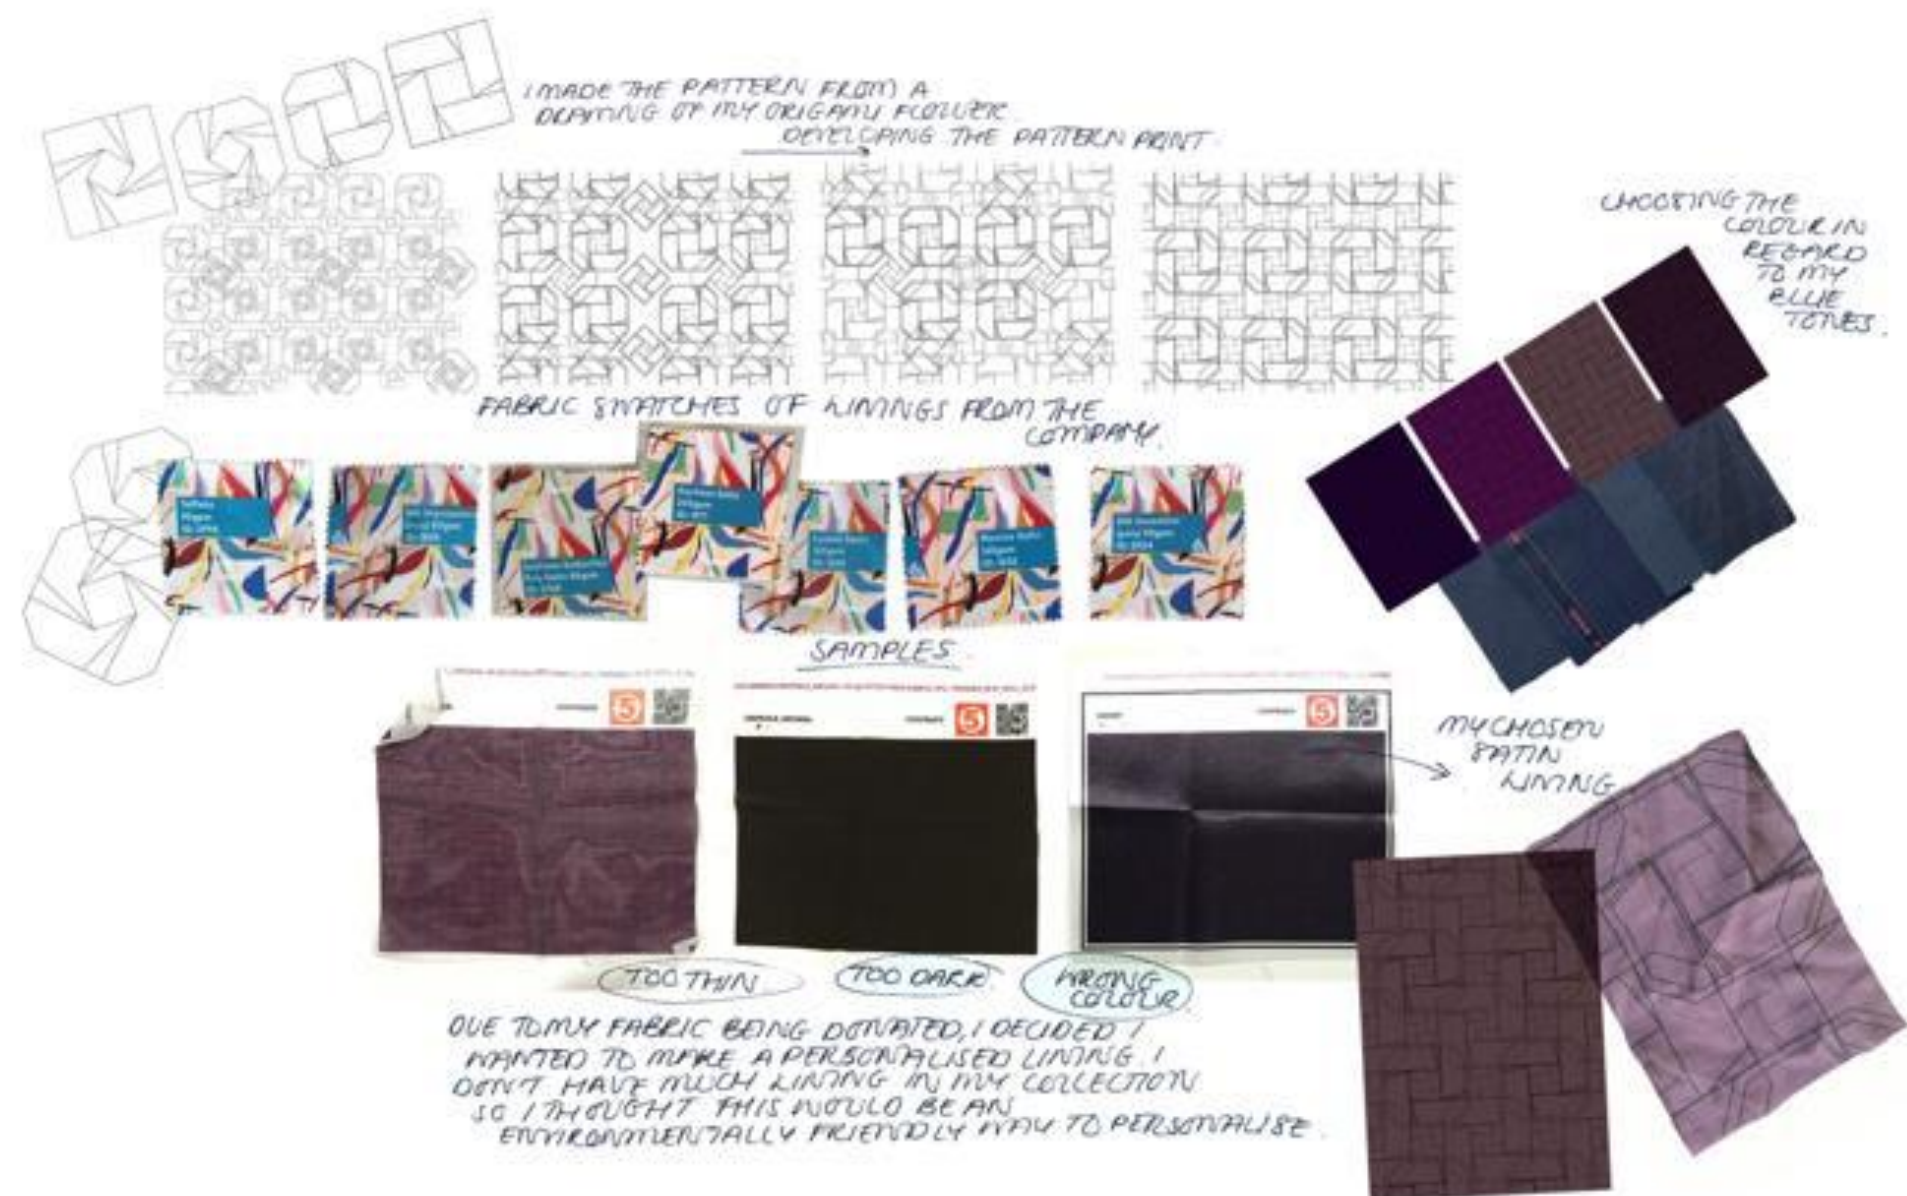 I MADE THE PATTERN FROM A
DRAWING OF MY ORIGAMI FLOWER
DEVELOPING THE PATTERN PRINT.
CHOOSING THE
COLOUR IN
REGARD
TO MY
BLUE
TONES.
FABRIC SWATCHES OF LININGS FROM THE
COMPANY.
SAMPLES
MY CHOSEN
SATIN
LINING
TOO THIN
TOO DARK
WRONG
COLOUR
DUE TO MY FABRIC BEING DONATED, I DECIDED I
WANTED TO MAKE A PERSONALISED LINING. I
DON'T HAVE MUCH LINING IN MY COLLECTION
SO I THOUGHT THIS WOULD BE AN
ENVIRONMENTALLY FRIENDLY WAY TO PERSONALISE.